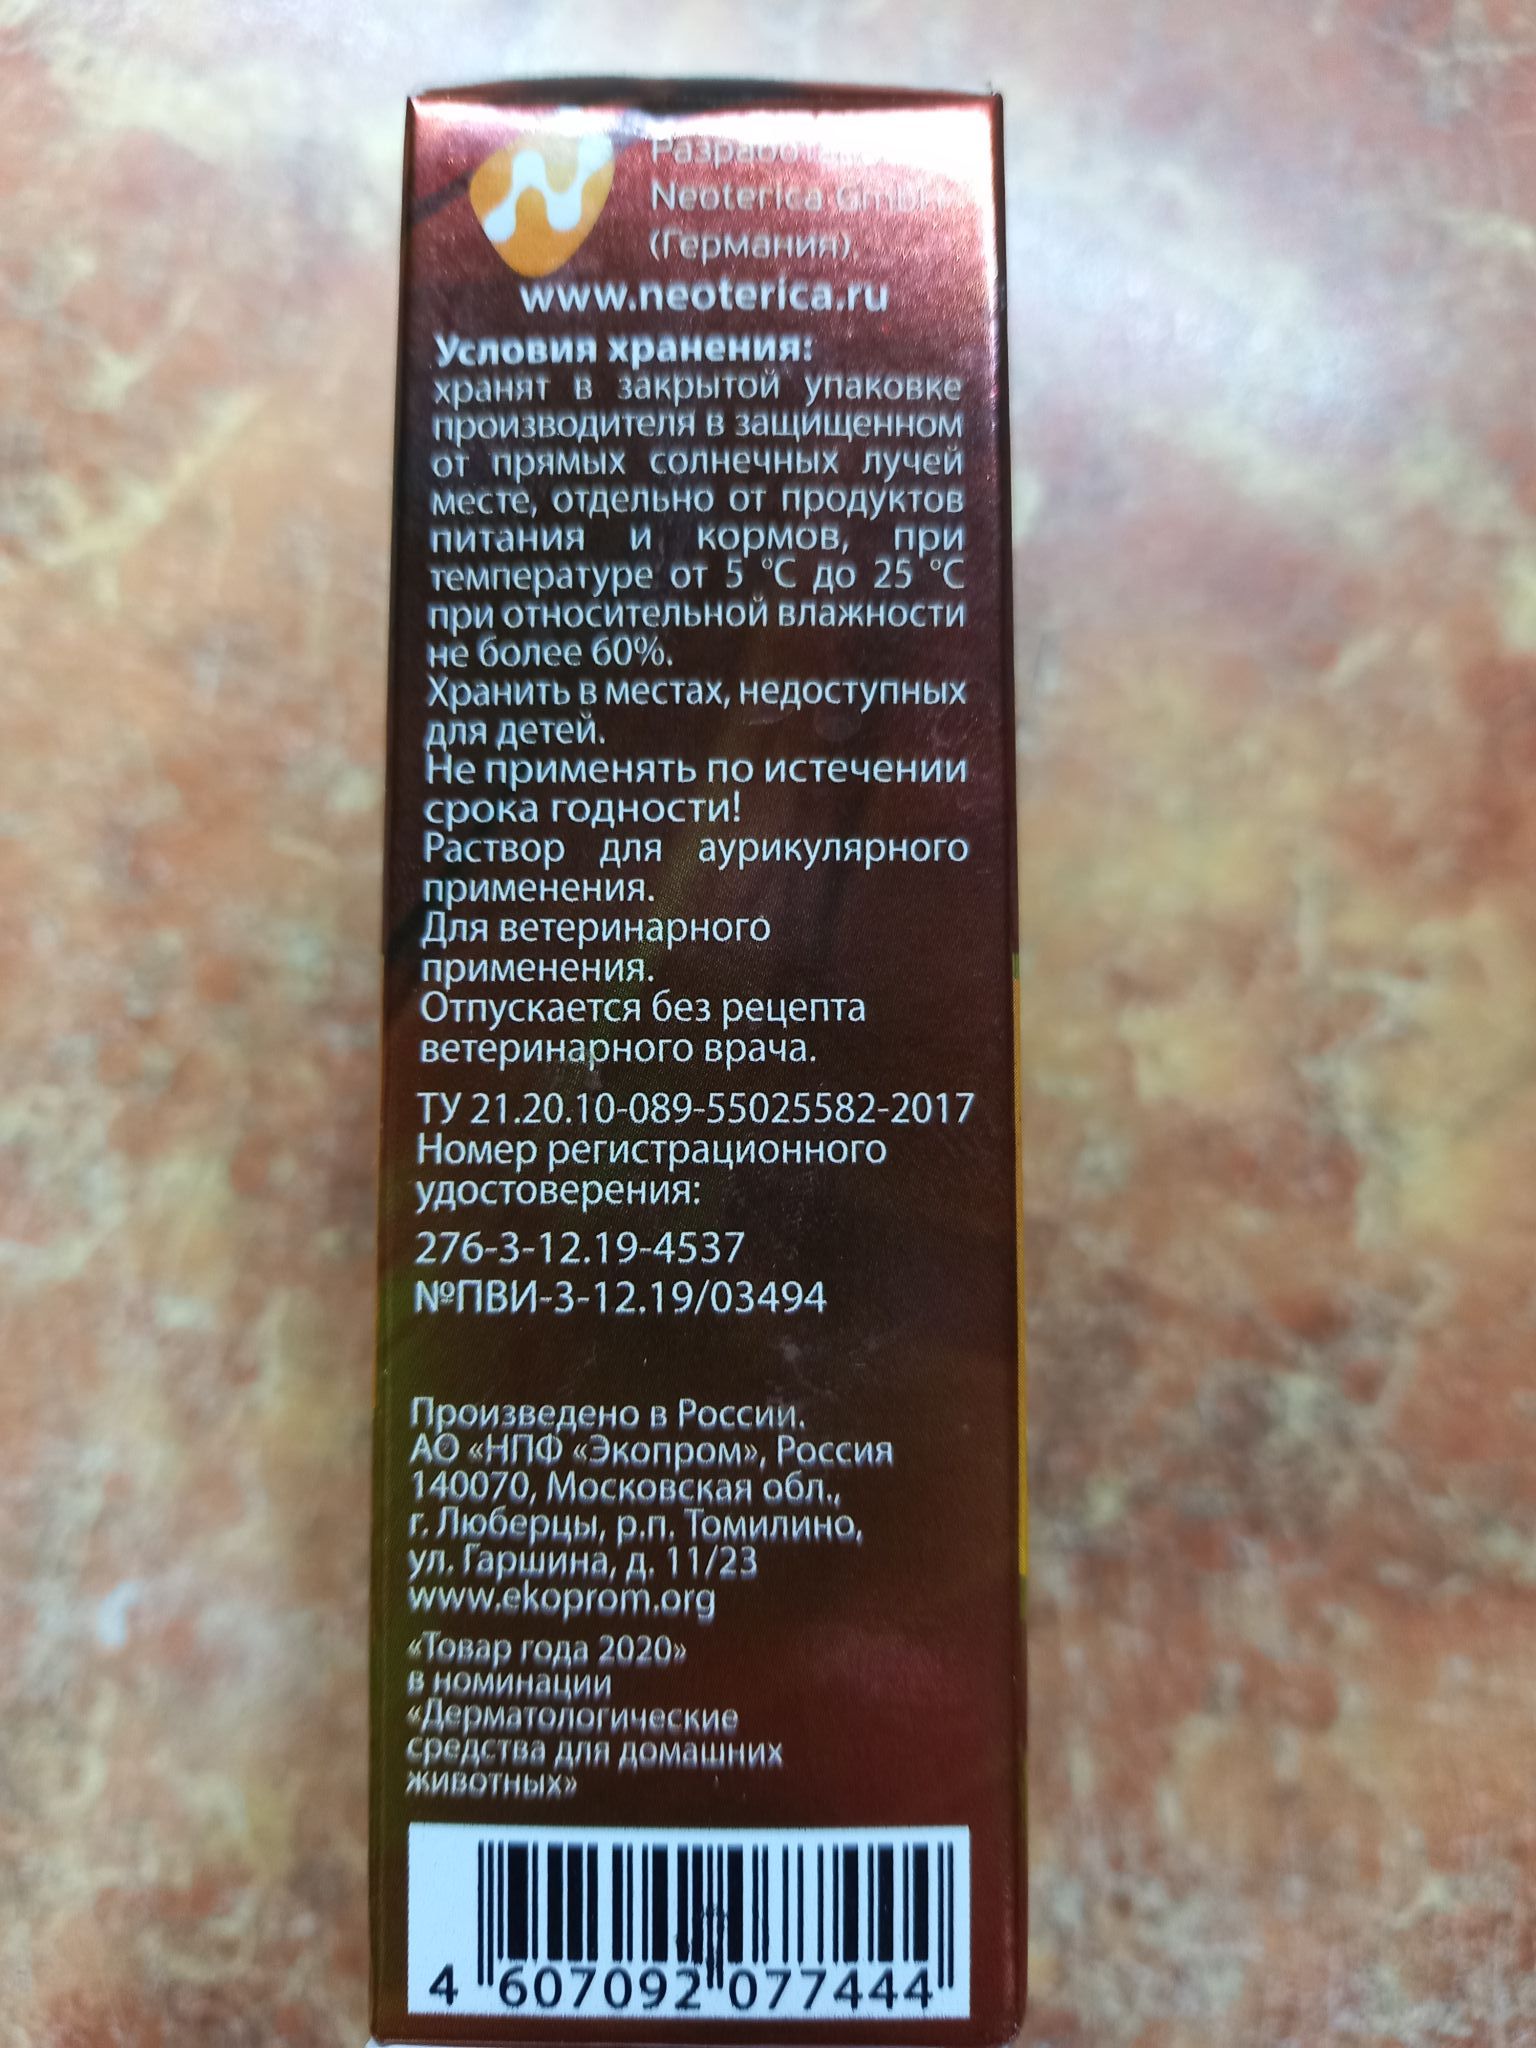 Neoterica GmbH
(Германия).
www.neoterica.ru
Условия хранения:
хранят в закрытой упаковке
производителя в защищенном
от прямых солнечных лучей
месте, отдельно от продуктов
питания и кормов, при
температуре от 5 °C до 25 °C
при относительной влажности
не более 60%.
Хранить в местах, недоступных
для детей.
Не применять по истечении
срока годности!
Раствор для аурикулярного
применения.
Для ветеринарного
применения.
Отпускается без рецепта
ветеринарного врача.
ТУ 21.20.10-089-55025582-2017
Номер регистрационного
удостоверения:
276-3-12.19-4537
№ПВИ-3-12.19/03494
Произведено в России.
АО «НПФ «Экопром», Россия
140070, Московская обл.,
г. Люберцы, р.п. Томилино,
ул. Гаршина, д. 11/23
www.ekoprom.org
«Товар года 2020»
в номинации
«Дерматологические
средства для домашних
животных»
4 607092 077444